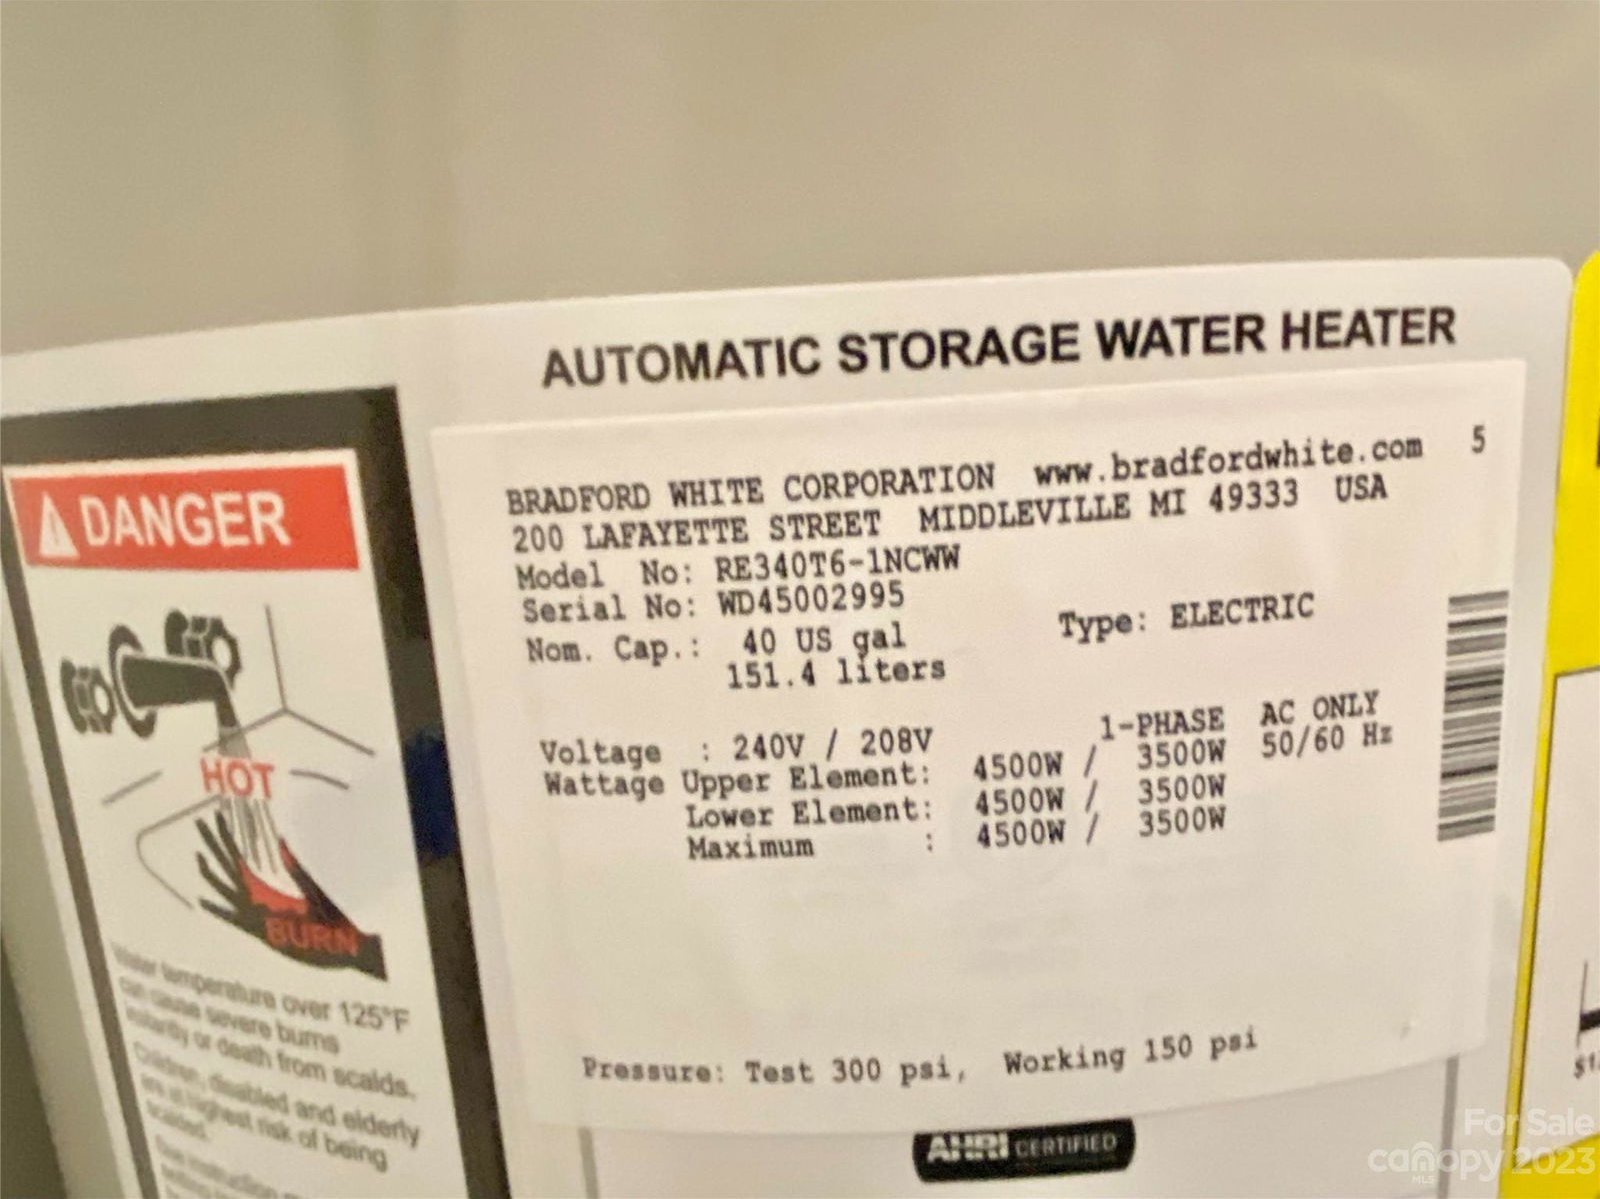 AUTOMATIC STORAGE WATER HEATER
BRADFORD WHITE CORPORATION www.bradfordwhite.com 5
200 LAFAYETTE STREET MIDDLEVILLE MI 49333 USA
Model No: RE340T6-1NCWW
Serial No: WD45002995
Nom. Cap.: 40 US gal Type: ELECTRIC
151.4 liters
Voltage : 240V / 208V 1-PHASE AC ONLY
Wattage Upper Element: 4500W / 3500W 50/60 Hz
Lower Element: 4500W / 3500W
Maximum : 4500W / 3500W
Pressure: Test 300 psi, Working 150 psi
AHRI CERTIFIED
DANGER
HOT
BURN
Water temperature over 125°F
can cause severe burns
instantly or death from scalds.
Children, disabled and elderly
are at highest risk of being
scalded.
For Sale
canopy 2023
MLS